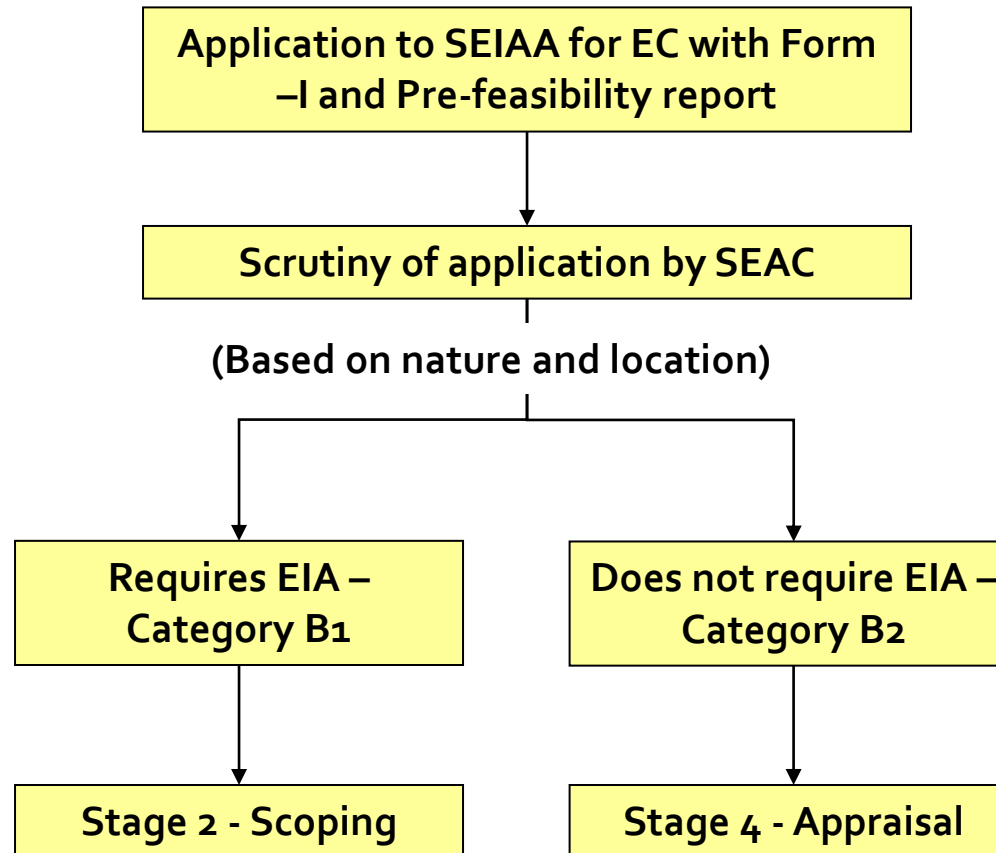 Application to SEIAA for EC with Form
–I and Pre-feasibility report
Scrutiny of application by SEAC
(Based on nature and location)
Requires EIA –
Category B1
Does not require EIA –
Category B2
Stage 2 - Scoping
Stage 4 - Appraisal